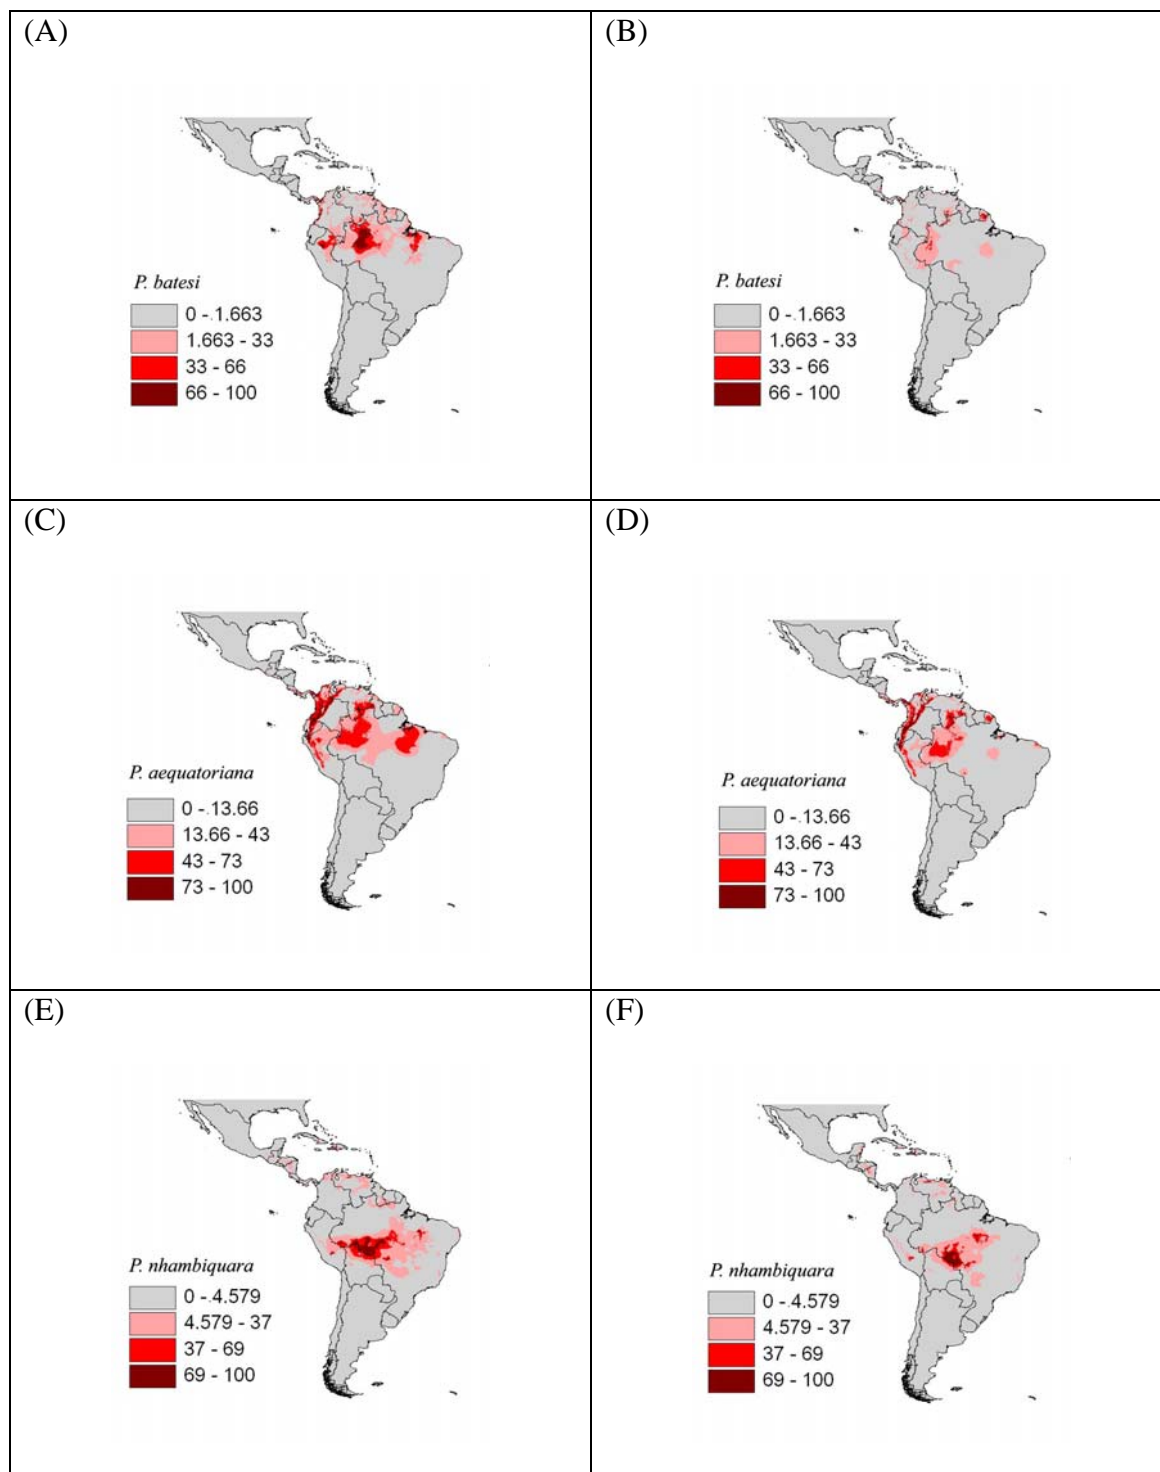 (A)
P. batesi
0 -.1.663
1.663 - 33
33 - 66
66 - 100
(B)
P. batesi
0 -.1.663
1.663 - 33
33 - 66
66 - 100
(C)
P. aequatoriana
0 -.13.66
13.66 - 43
43 - 73
73 - 100
(D)
P. aequatoriana
0 -.13.66
13.66 - 43
43 - 73
73 - 100
(E)
P. nhambiquara
0 -.4.579
4.579 - 37
37 - 69
69 - 100
(F)
P. nhambiquara
0 -.4.579
4.579 - 37
37 - 69
69 - 100